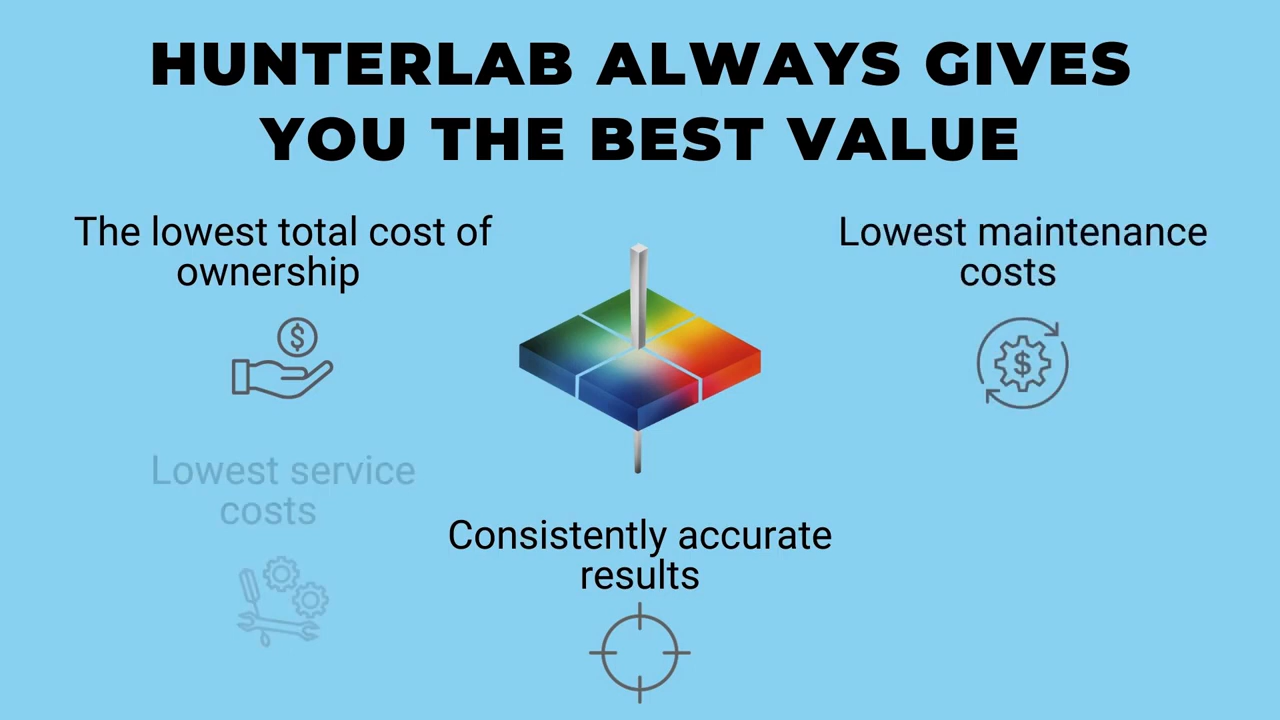 HUNTERLAB ALWAYS GIVES
YOU THE BEST VALUE
The lowest total cost of
ownership
$
Lowest maintenance
costs
$
Lowest service
costs
Consistently accurate
results